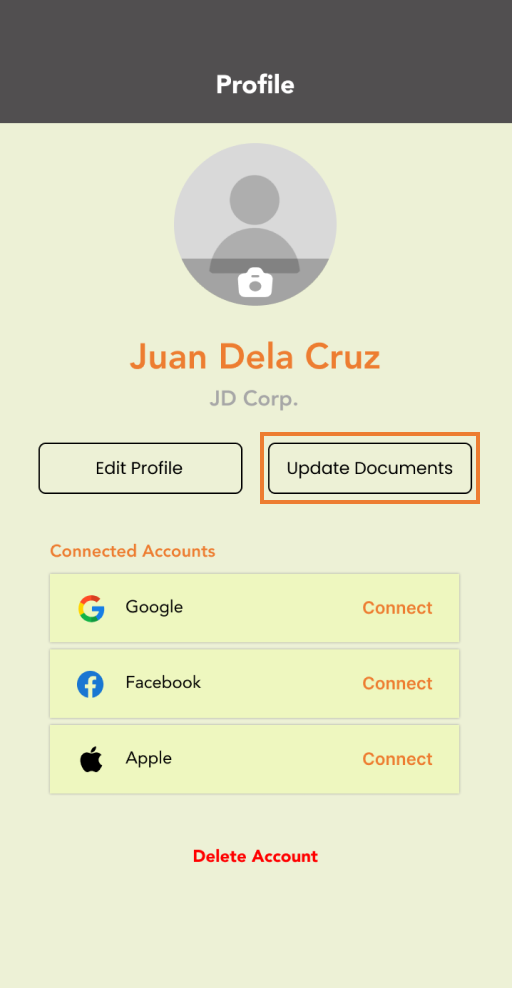 Profile
Juan Dela Cruz
JD Corp.
Edit Profile
Update Documents
Connected Accounts
Google Connect
Facebook Connect
Apple Connect
Delete Account